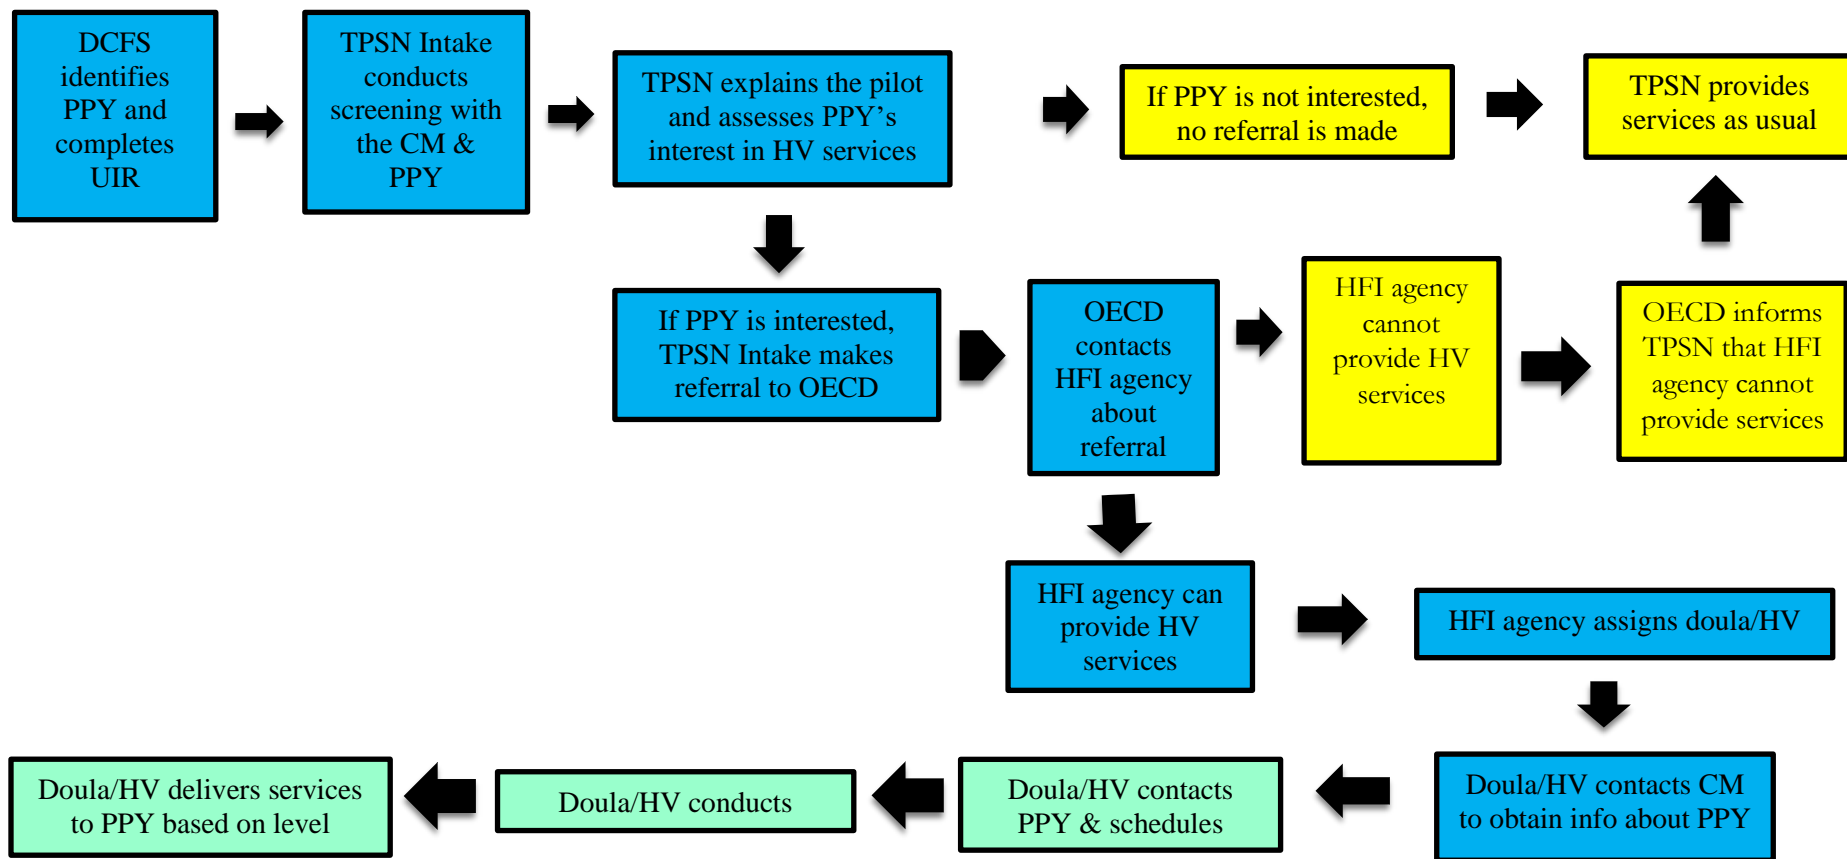 DCFS
identifies
PPY and
completes
UIR
TPSN Intake
conducts
screening with
the CM &
PPY
TPSN explains the pilot
and assesses PPY’s
interest in HV services
If PPY is not interested,
no referral is made
TPSN provides
services as usual
If PPY is interested,
TPSN Intake makes
referral to OECD
OECD
contacts
HFI agency
about
referral
HFI agency
cannot
provide HV
services
OECD informs
TPSN that HFI
agency cannot
provide services
HFI agency can
provide HV
services
HFI agency assigns doula/HV
Doula/HV contacts CM
to obtain info about PPY
Doula/HV contacts
PPY & schedules
Doula/HV conducts
Doula/HV delivers services
to PPY based on level